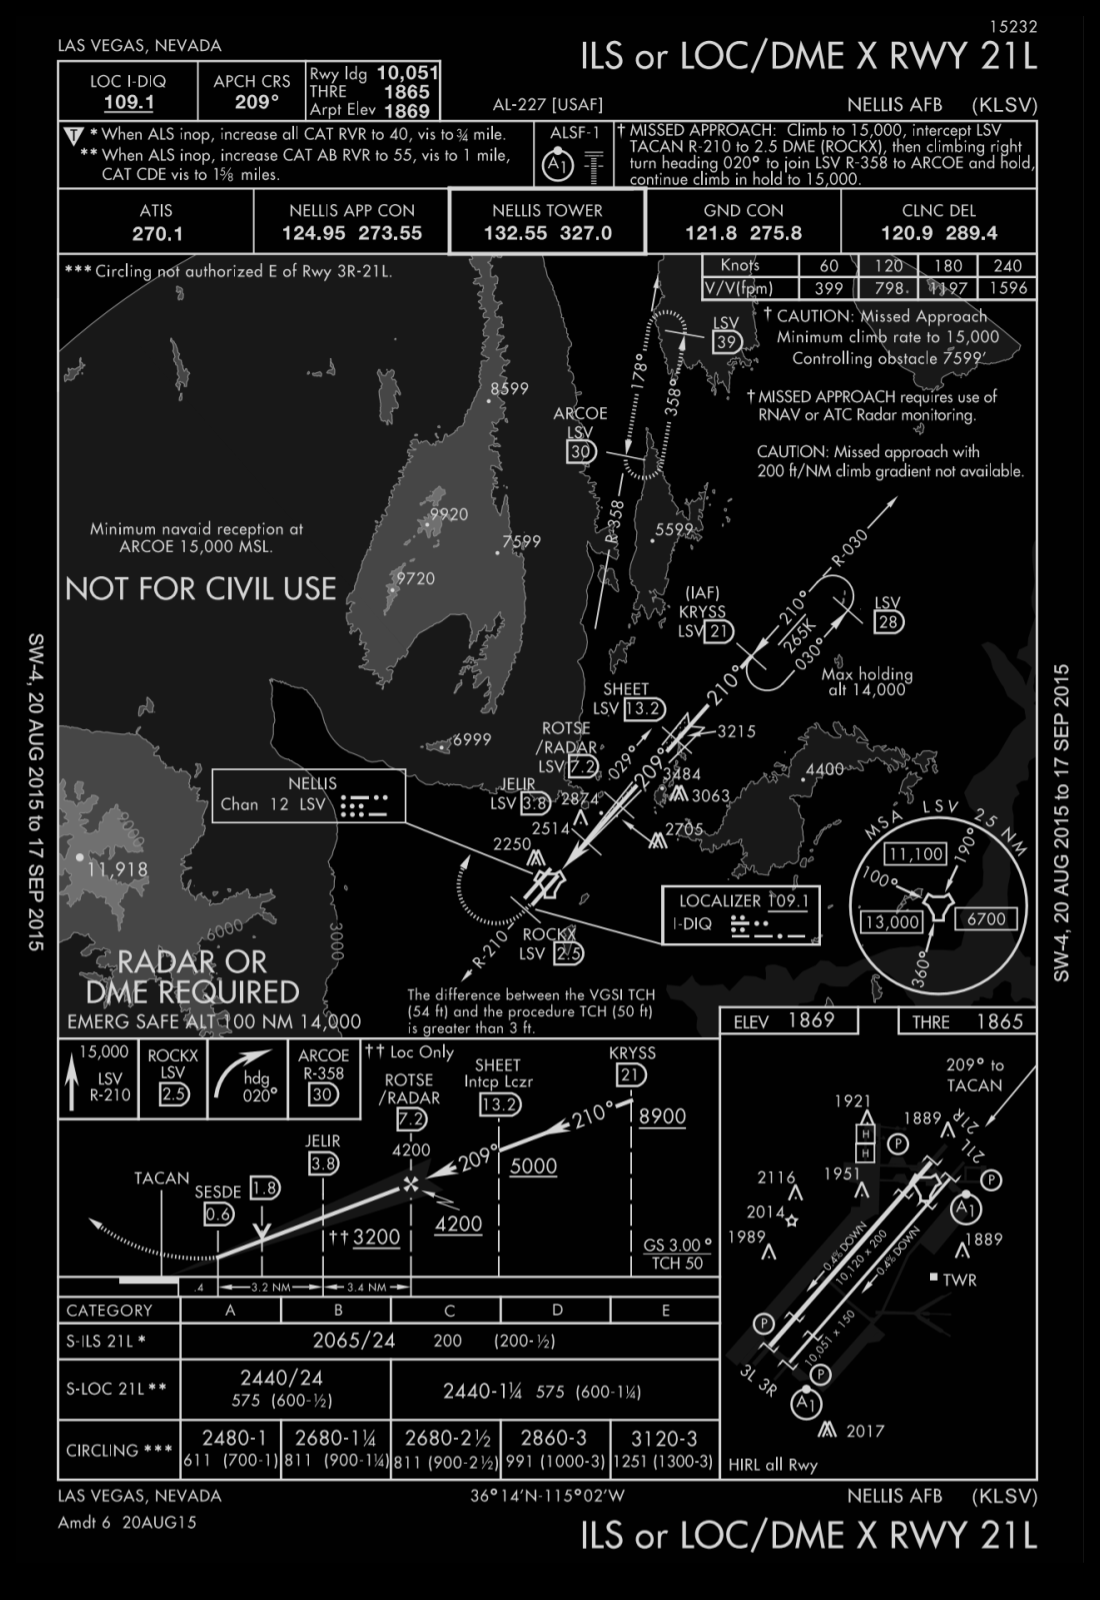 15232
LAS VEGAS, NEVADA
ILS or LOC/DME X RWY 21L
LOC I-DIQ
109.1
APCH CRS
209°
Rwy ldg 10,051
THRE 1865
Arpt Elev 1869
AL-227 [USAF]
NELLIS AFB (KLSV)
T * When ALS inop, increase all CAT RVR to 40, vis to ¾ mile.
** When ALS inop, increase CAT AB RVR to 55, vis to 1 mile,
CAT CDE vis to 1⅝ miles.
ALSF-1
A1
† MISSED APPROACH: Climb to 15,000, intercept LSV
TACAN R-210 to 2.5 DME (ROCKX), then climbing right
turn heading 020° to join LSV R-358 to ARCOE and hold,
continue climb in hold to 15,000.
ATIS
270.1
NELLIS APP CON
124.95 273.55
NELLIS TOWER
132.55 327.0
GND CON
121.8 275.8
CLNC DEL
120.9 289.4
*** Circling not authorized E of Rwy 3R-21L.
Knots 60 120 180 240
V/V(fpm) 399 798 1197 1596
† CAUTION: Missed Approach
Minimum climb rate to 15,000
Controlling obstacle 7599'
† MISSED APPROACH requires use of
RNAV or ATC Radar monitoring.
CAUTION: Missed approach with
200 ft/NM climb gradient not available.
LSV
39
178°
358°
8599
ARCOE
LSV
30
R-358
9920
7599
5599
9720
Minimum navaid reception at
ARCOE 15,000 MSL.
NOT FOR CIVIL USE
R-030
(IAF)
KRYSS
LSV 21
210°
265K
030°
LSV
28
Max holding
alt 14,000
210°
SHEET
LSV 13.2
3215
ROTSE
/RADAR
LSV 7.2
029°
209°
6999
3484
4400
JELIR
LSV 3.8
2874
3063
2514
2705
2250
NELLIS
Chan 12 LSV
6000
11,918
6000
3000
LOCALIZER 109.1
I-DIQ
MSA LSV 25 NM
11,100
190°
100°
13,000
6700
360°
R-210
ROCKX
LSV 2.5
RADAR OR
DME REQUIRED
EMERG SAFE ALT 100 NM 14,000
The difference between the VGSI TCH
(54 ft) and the procedure TCH (50 ft)
is greater than 3 ft.
SW-4, 20 AUG 2015 to 17 SEP 2015
SW-4, 20 AUG 2015 to 17 SEP 2015
ELEV 1869
THRE 1865
15,000
LSV
R-210
ROCKX
LSV
2.5
hdg
020°
ARCOE
R-358
30
†† Loc Only
KRYSS
21
SHEET
Intcp Lczr
13.2
ROTSE
/RADAR
7.2
4200
JELIR
3.8
210°
8900
209°
5000
TACAN
SESDE
0.6
1.8
4200
†† 3200
GS 3.00°
TCH 50
.4
3.2 NM
3.4 NM
209° to
TACAN
1921
1889
21R
21L
H
H
P
P
1951
2116
2014
1989
A1
1889
0.4% DOWN
10,120 x 200
0.4% DOWN
TWR
P
10,051 x 150
P
3L 3R
A1
2017
HIRL all Rwy
CATEGORY A B C D E
S-ILS 21L * 2065/24 200 (200-½)
S-LOC 21L ** 2440/24
575 (600-½)
2440-1¼ 575 (600-1¼)
CIRCLING ***
2480-1
611 (700-1)
2680-1¼
811 (900-1¼)
2680-2½
811 (900-2½)
2860-3
991 (1000-3)
3120-3
1251 (1300-3)
LAS VEGAS, NEVADA
36°14'N-115°02'W
NELLIS AFB (KLSV)
Amdt 6 20AUG15
ILS or LOC/DME X RWY 21L